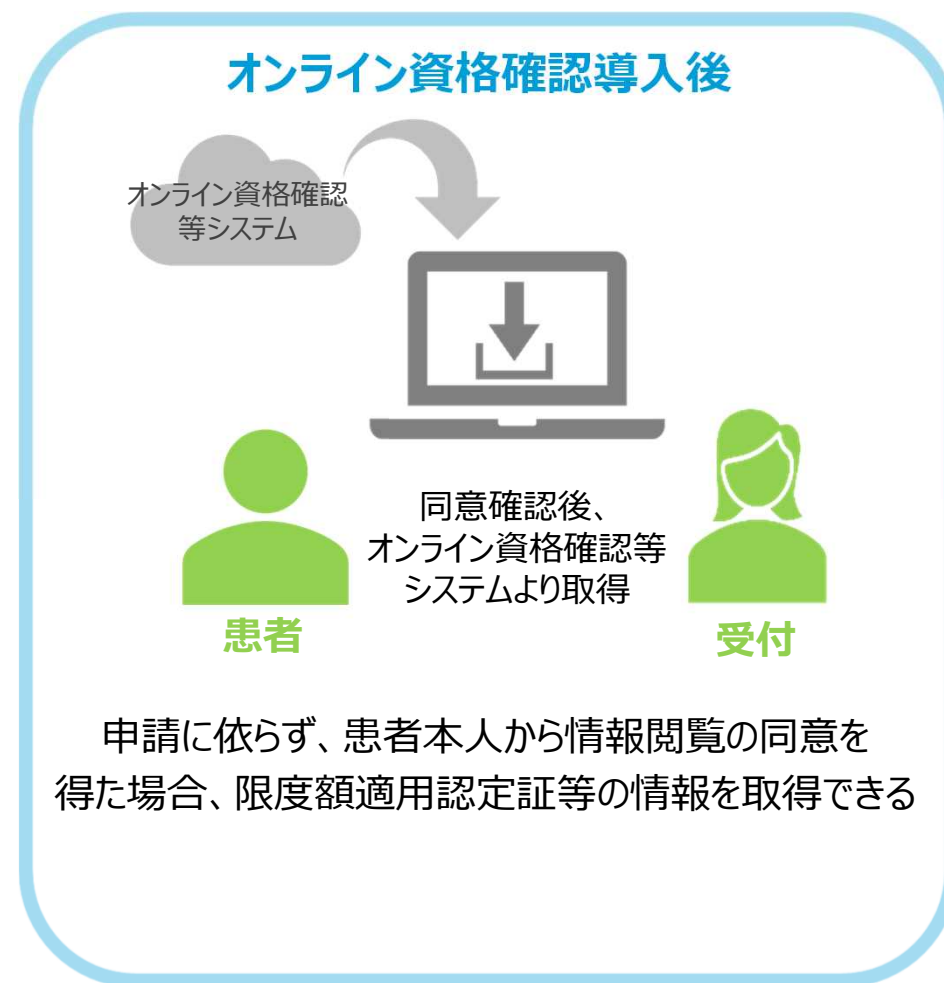 オンライン資格確認導入後
オンライン資格確認
等システム
同意確認後、
オンライン資格確認等
システムより取得
患者
受付
申請に依らず、患者本人から情報閲覧の同意を
得た場合、限度額適用認定証等の情報を取得できる